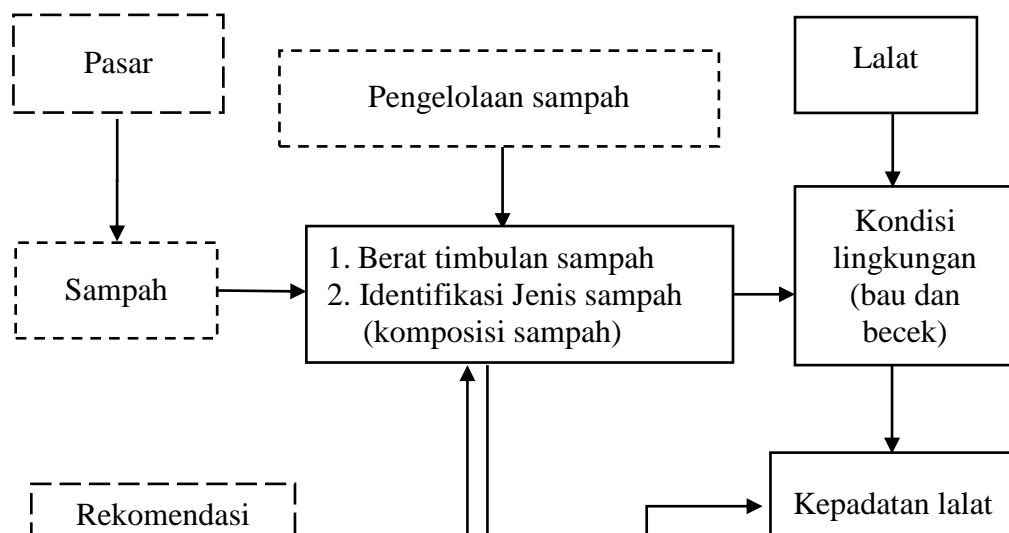 Pasar
Pengelolaan sampah
Lalat
Sampah
1. Berat timbulan sampah
2. Identifikasi Jenis sampah
(komposisi sampah)
Kondisi
lingkungan
(bau dan
becek)
Rekomendasi
Kepadatan lalat